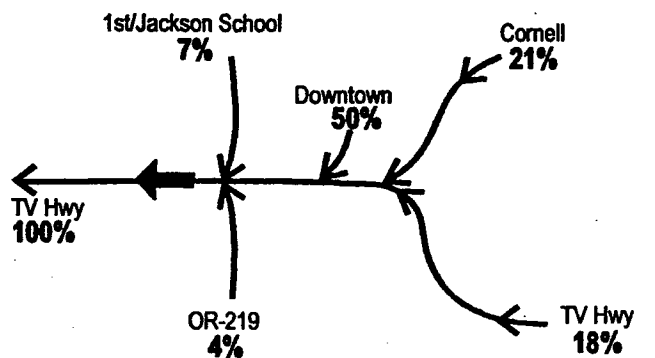 1st/Jackson School
7%
Cornell
21%
Downtown
50%
TV Hwy
100%
OR-219
4%
TV Hwy
18%